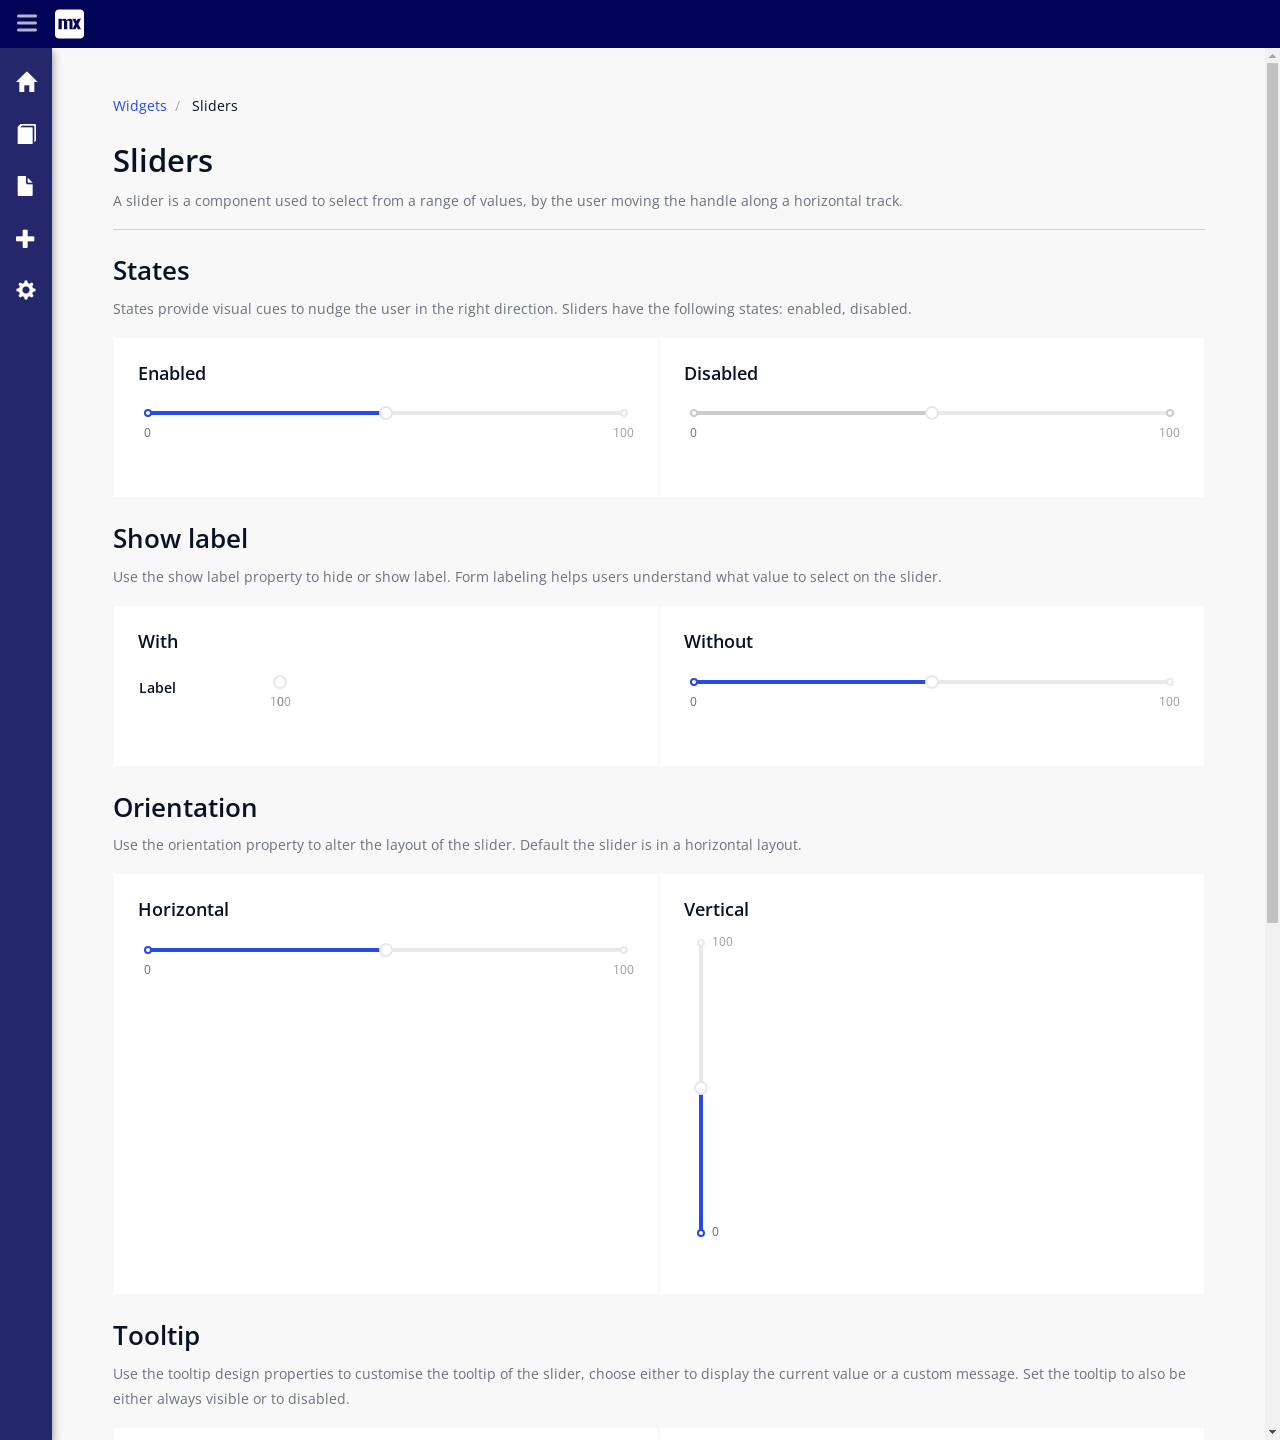 mx
Widgets / Sliders
Sliders
A slider is a component used to select from a range of values, by the user moving the handle along a horizontal track.
States
States provide visual cues to nudge the user in the right direction. Sliders have the following states: enabled, disabled.
Enabled
0 100
Disabled
0 100
Show label
Use the show label property to hide or show label. Form labeling helps users understand what value to select on the slider.
With
Label
Without
0 100
Orientation
Use the orientation property to alter the layout of the slider. Default the slider is in a horizontal layout.
Horizontal
0 100
Vertical
100
0
Tooltip
Use the tooltip design properties to customise the tooltip of the slider, choose either to display the current value or a custom message. Set the tooltip to also be
either always visible or to disabled.